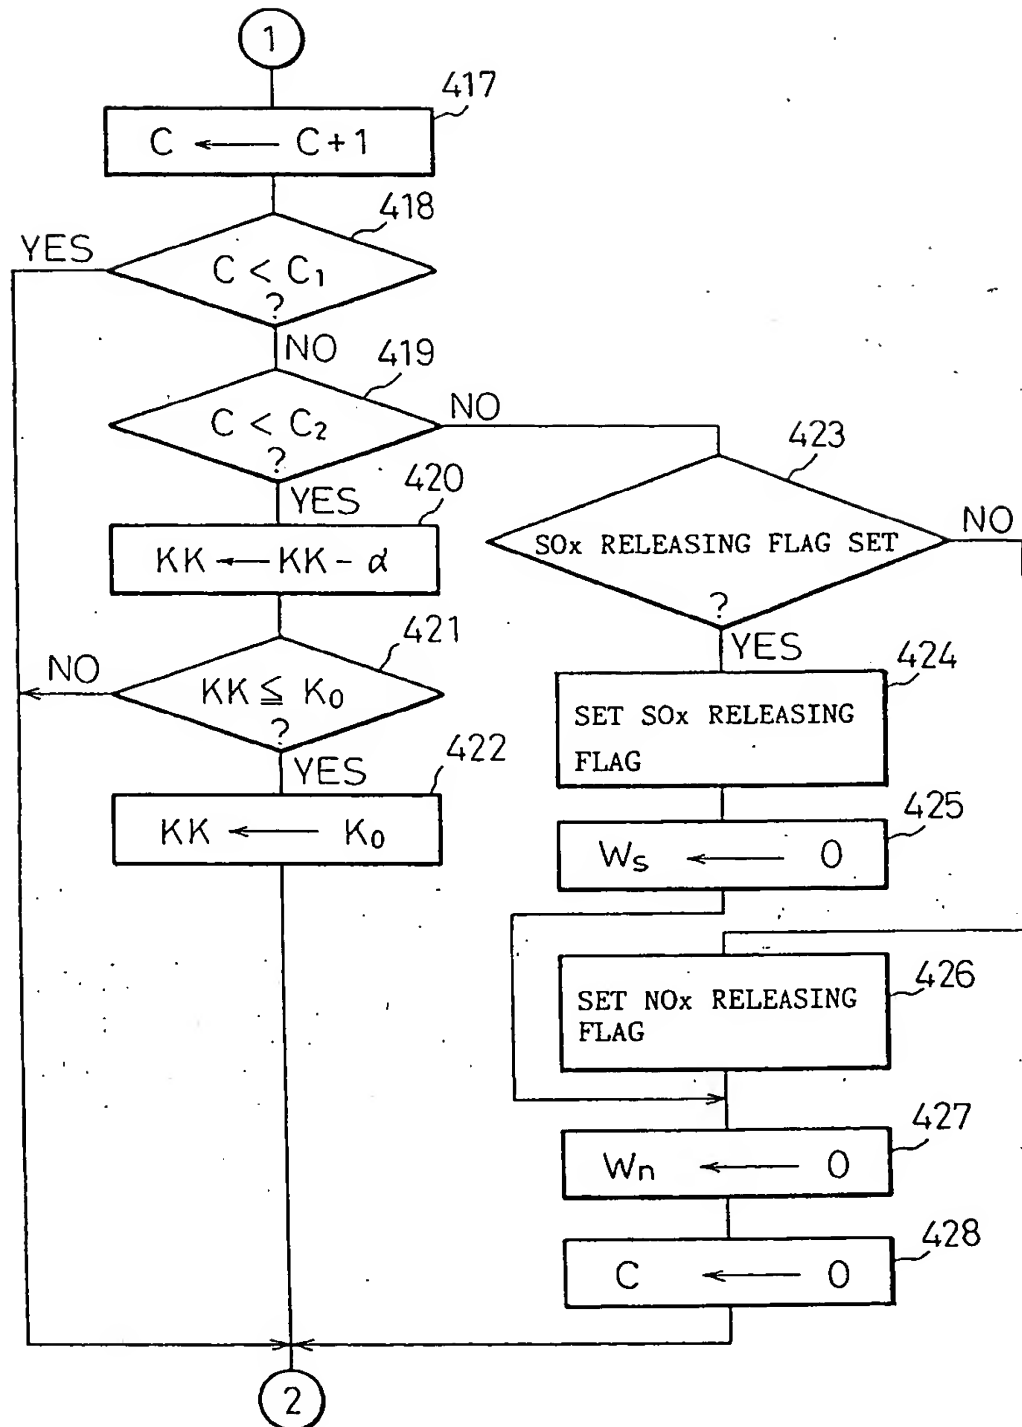 1
417
C ← C+1
418
YES
C < C₁
?
NO
419
C < C₂
NO
?
423
420
YES
SOx RELEASING FLAG SET
NO
KK ← KK - α
?
421
YES
NO
KK ≦ K₀
424
?
SET SOx RELEASING
FLAG
YES
422
KK ← K₀
425
Ws ← 0
426
SET NOx RELEASING
FLAG
427
Wn ← 0
428
C ← 0
2